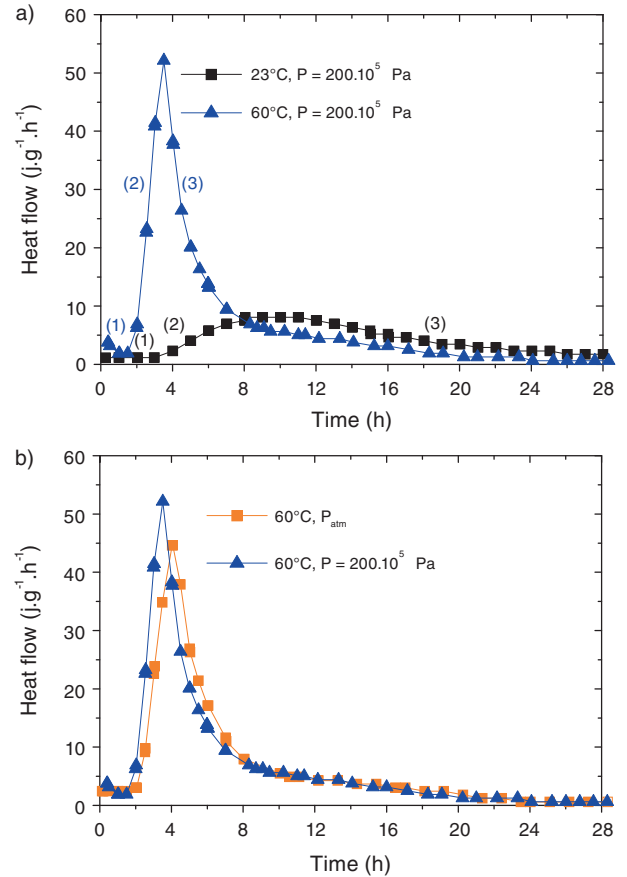 a)
60
50
40
30
20
10
0
Heat flow (j.g⁻¹.h⁻¹)
23°C, P = 200.10⁵ Pa
60°C, P = 200.10⁵ Pa
(2)
(3)
(1)
(1)
(2)
(3)
0 4 8 12 16 20 24 28
Time (h)
b)
60
50
40
30
20
10
0
Heat flow (j.g⁻¹.h⁻¹)
60°C, Patm
60°C, P = 200.10⁵ Pa
0 4 8 12 16 20 24 28
Time (h)